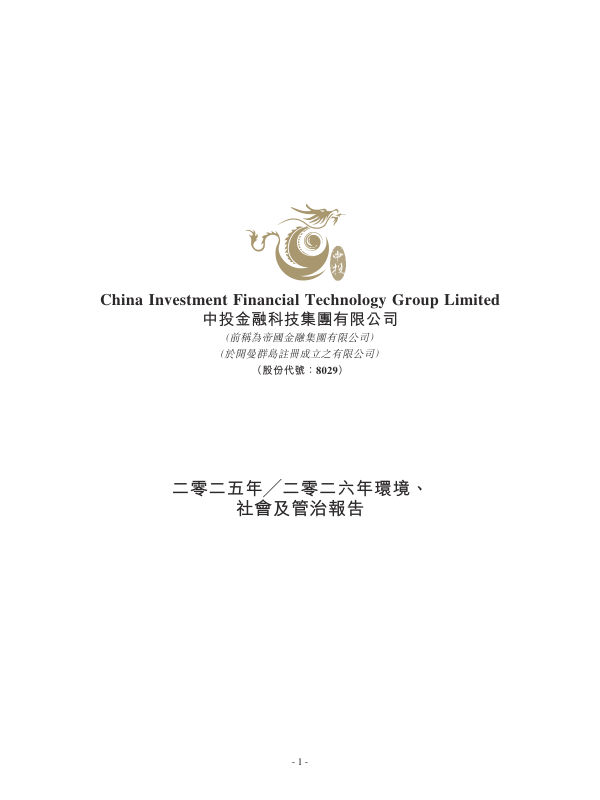 中投
China Investment Financial Technology Group Limited
中投金融科技集團有限公司
(前稱為帝國金融集團有限公司)
(於開曼群島註冊成立之有限公司)
(股份代號：8029)
二零二五年╱二零二六年環境、
社會及管治報告
- 1 -